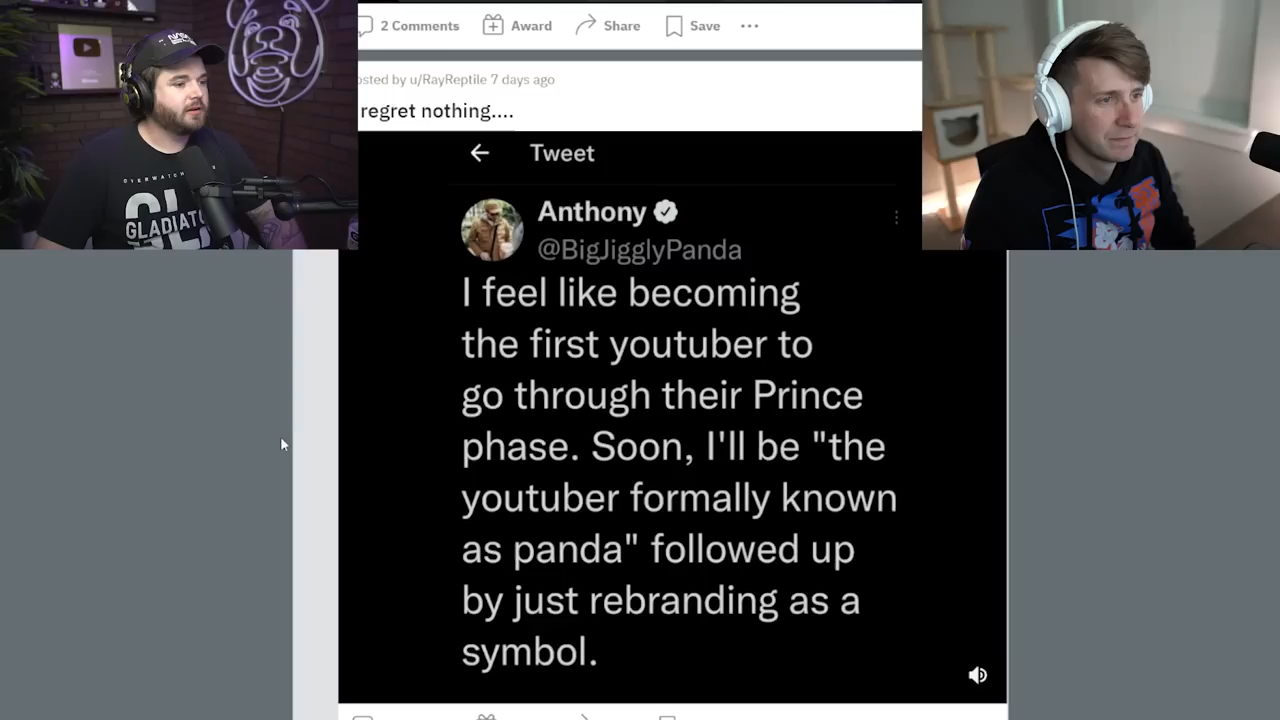 2 Comments Award Share Save
osted by u/RayReptile 7 days ago
regret nothing....
Tweet
Anthony
@BigJigglyPanda
I feel like becoming
the first youtuber to
go through their Prince
phase. Soon, I'll be "the
youtuber formally known
as panda" followed up
by just rebranding as a
symbol.
OVERWATCH
GLADIATO